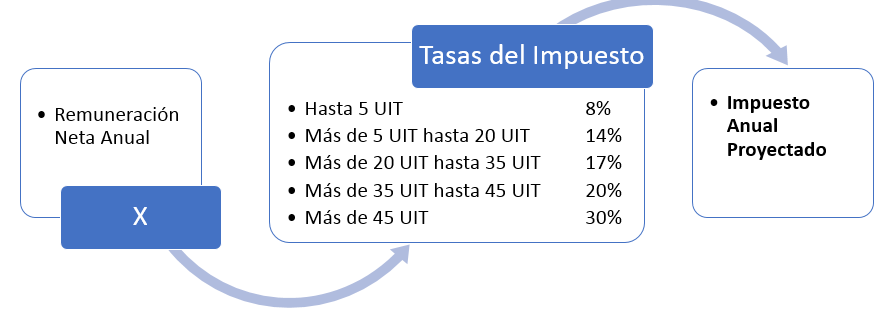 • Remuneración
Neta Anual
X
Tasas del Impuesto
• Hasta 5 UIT 8%
• Más de 5 UIT hasta 20 UIT 14%
• Más de 20 UIT hasta 35 UIT 17%
• Más de 35 UIT hasta 45 UIT 20%
• Más de 45 UIT 30%
• Impuesto
Anual
Proyectado